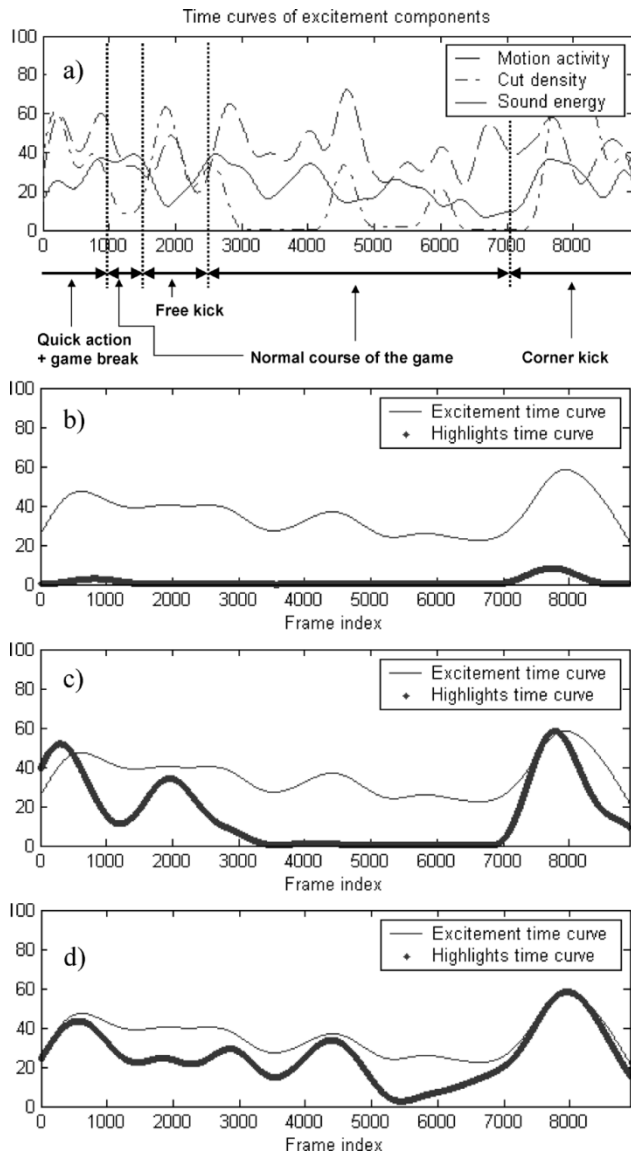 Time curves of excitement components
100
a)
Motion activity
Cut density
Sound energy
80
60
40
20
0
0 1000 2000 3000 4000 5000 6000 7000 8000
Free kick
Quick action
+ game break
Normal course of the game
Corner kick
100
b)
Excitement time curve
Highlights time curve
80
60
40
20
0
0 1000 2000 3000 4000 5000 6000 7000 8000
Frame index
100
c)
Excitement time curve
Highlights time curve
80
60
40
20
0
0 1000 2000 3000 4000 5000 6000 7000 8000
Frame index
100
d)
Excitement time curve
Highlights time curve
80
60
40
20
0
0 1000 2000 3000 4000 5000 6000 7000 8000
Frame index